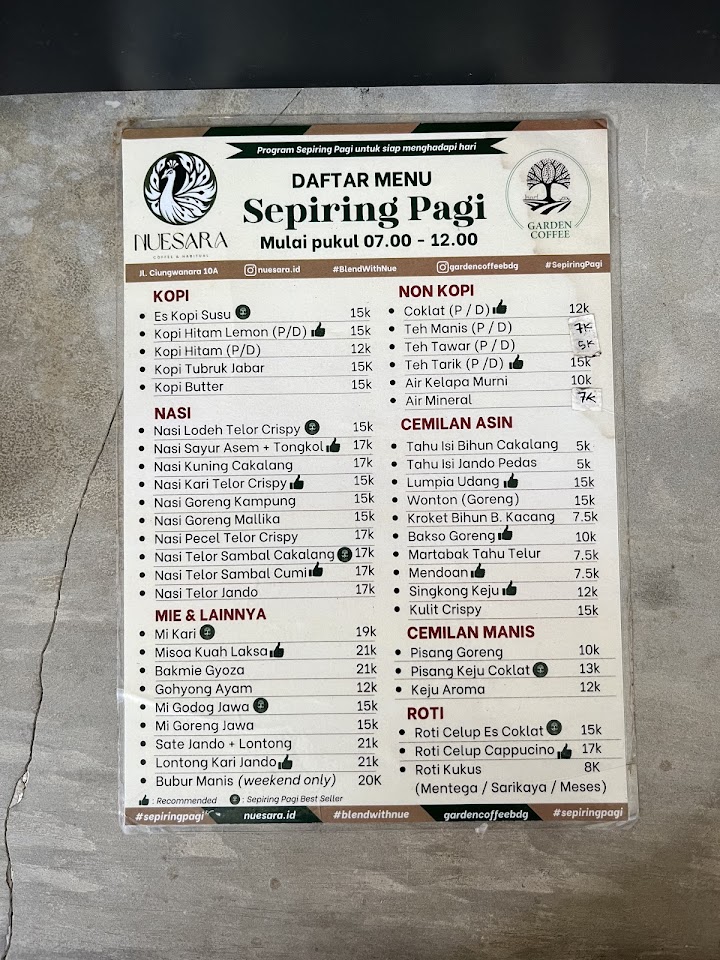 Program Sepiring Pagi untuk siap menghadapi hari
NUESARA
COFFEE & HABITUAL
DAFTAR MENU
Sepiring Pagi
Mulai pukul 07.00 - 12.00
GARDEN
COFFEE
Jl. Ciungwanara 10A nuesara.id #BlendWithNue gardencoffeebdg #SepiringPagi
KOPI
Es Kopi Susu 15k
Kopi Hitam Lemon (P/D) 15k
Kopi Hitam (P/D) 12k
Kopi Tubruk Jabar 15K
Kopi Butter 15k
NASI
Nasi Lodeh Telor Crispy 15k
Nasi Sayur Asem + Tongkol 17k
Nasi Kuning Cakalang 17k
Nasi Kari Telor Crispy 15k
Nasi Goreng Kampung 15k
Nasi Goreng Mallika 15k
Nasi Pecel Telor Crispy 17k
Nasi Telor Sambal Cakalang 17k
Nasi Telor Sambal Cumi 17k
Nasi Telor Jando 17k
MIE & LAINNYA
Mi Kari 19k
Misoa Kuah Laksa 21k
Bakmie Gyoza 21k
Gohyong Ayam 12k
Mi Godog Jawa 15k
Mi Goreng Jawa 15k
Sate Jando + Lontong 21k
Lontong Kari Jando 21k
Bubur Manis (weekend only) 20K
: Recommended : Sepiring Pagi Best Seller
NON KOPI
Coklat (P / D) 12k
Teh Manis (P / D) 7K
Teh Tawar (P / D) 5K
Teh Tarik (P /D) 15k
Air Kelapa Murni 10k
Air Mineral 7K
CEMILAN ASIN
Tahu Isi Bihun Cakalang 5k
Tahu Isi Jando Pedas 5k
Lumpia Udang 15k
Wonton (Goreng) 15k
Kroket Bihun B. Kacang 7.5k
Bakso Goreng 10k
Martabak Tahu Telur 7.5k
Mendoan 7.5k
Singkong Keju 12k
Kulit Crispy 15k
CEMILAN MANIS
Pisang Goreng 10k
Pisang Keju Coklat 13k
Keju Aroma 12k
ROTI
Roti Celup Es Coklat 15k
Roti Celup Cappucino 17k
Roti Kukus 8K
(Mentega / Sarikaya / Meses)
#sepiringpagi nuesara.id #blendwithnue gardencoffeebdg #sepiringpagi